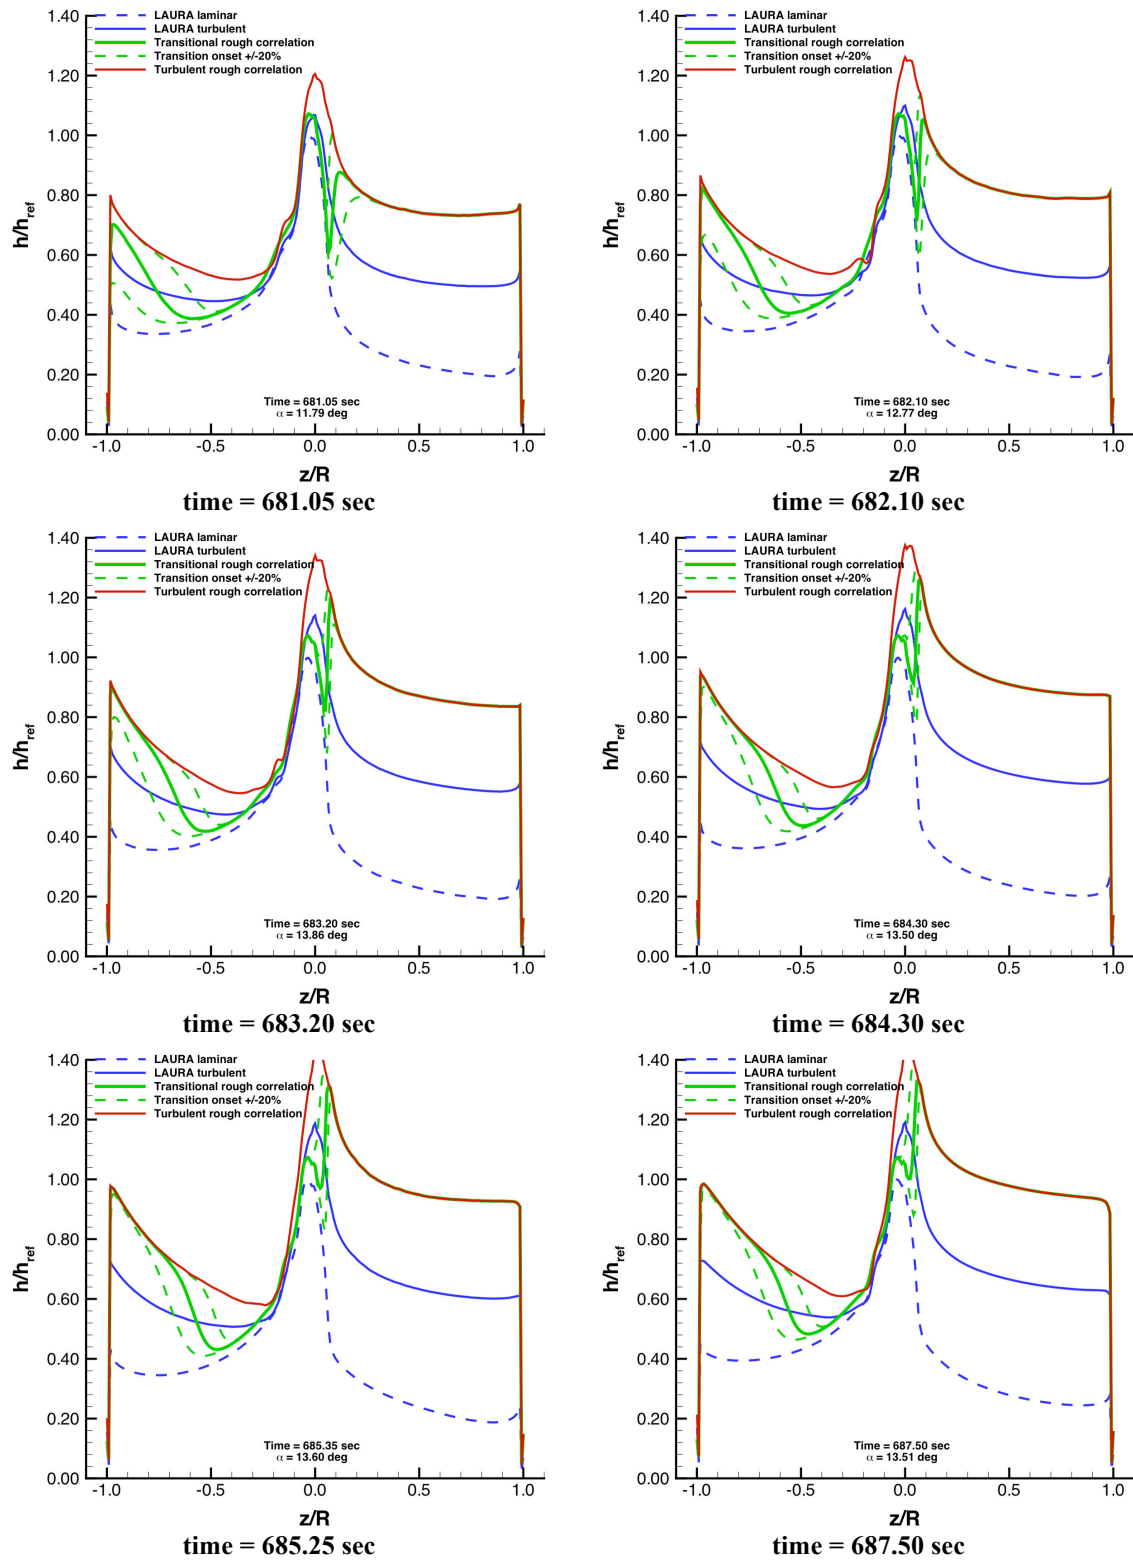 LAURA laminar
LAURA turbulent
Transitional rough correlation
Transition onset +/-20%
Turbulent rough correlation
1.40
1.20
1.00
0.80
0.60
0.40
0.20
0.00
h/h_ref
Time = 681.05 sec
α = 11.79 deg
-1.0 -0.5 0.0 0.5 1.0
z/R
time = 681.05 sec
LAURA laminar
LAURA turbulent
Transitional rough correlation
Transition onset +/-20%
Turbulent rough correlation
1.40
1.20
1.00
0.80
0.60
0.40
0.20
0.00
h/h_ref
Time = 682.10 sec
α = 12.77 deg
-1.0 -0.5 0.0 0.5 1.0
z/R
time = 682.10 sec
LAURA laminar
LAURA turbulent
Transitional rough correlation
Transition onset +/-20%
Turbulent rough correlation
1.40
1.20
1.00
0.80
0.60
0.40
0.20
0.00
h/h_ref
Time = 683.20 sec
α = 13.86 deg
-1.0 -0.5 0.0 0.5 1.0
z/R
time = 683.20 sec
LAURA laminar
LAURA turbulent
Transitional rough correlation
Transition onset +/-20%
Turbulent rough correlation
1.40
1.20
1.00
0.80
0.60
0.40
0.20
0.00
h/h_ref
Time = 684.30 sec
α = 13.50 deg
-1.0 -0.5 0.0 0.5 1.0
z/R
time = 684.30 sec
LAURA laminar
LAURA turbulent
Transitional rough correlation
Transition onset +/-20%
Turbulent rough correlation
1.40
1.20
1.00
0.80
0.60
0.40
0.20
0.00
h/h_ref
Time = 685.35 sec
α = 13.60 deg
-1.0 -0.5 0.0 0.5 1.0
z/R
time = 685.25 sec
LAURA laminar
LAURA turbulent
Transitional rough correlation
Transition onset +/-20%
Turbulent rough correlation
1.40
1.20
1.00
0.80
0.60
0.40
0.20
0.00
h/h_ref
Time = 687.50 sec
α = 13.51 deg
-1.0 -0.5 0.0 0.5 1.0
z/R
time = 687.50 sec